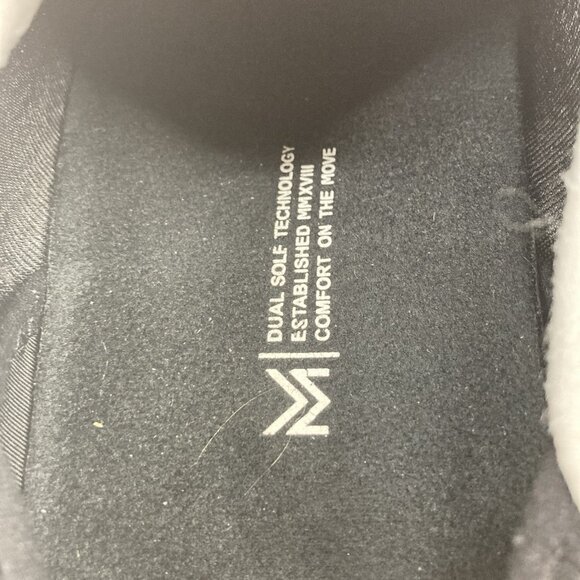 DUAL SOLE TECHNOLOGY
ESTABLISHED MMXVIII
COMFORT ON THE MOVE